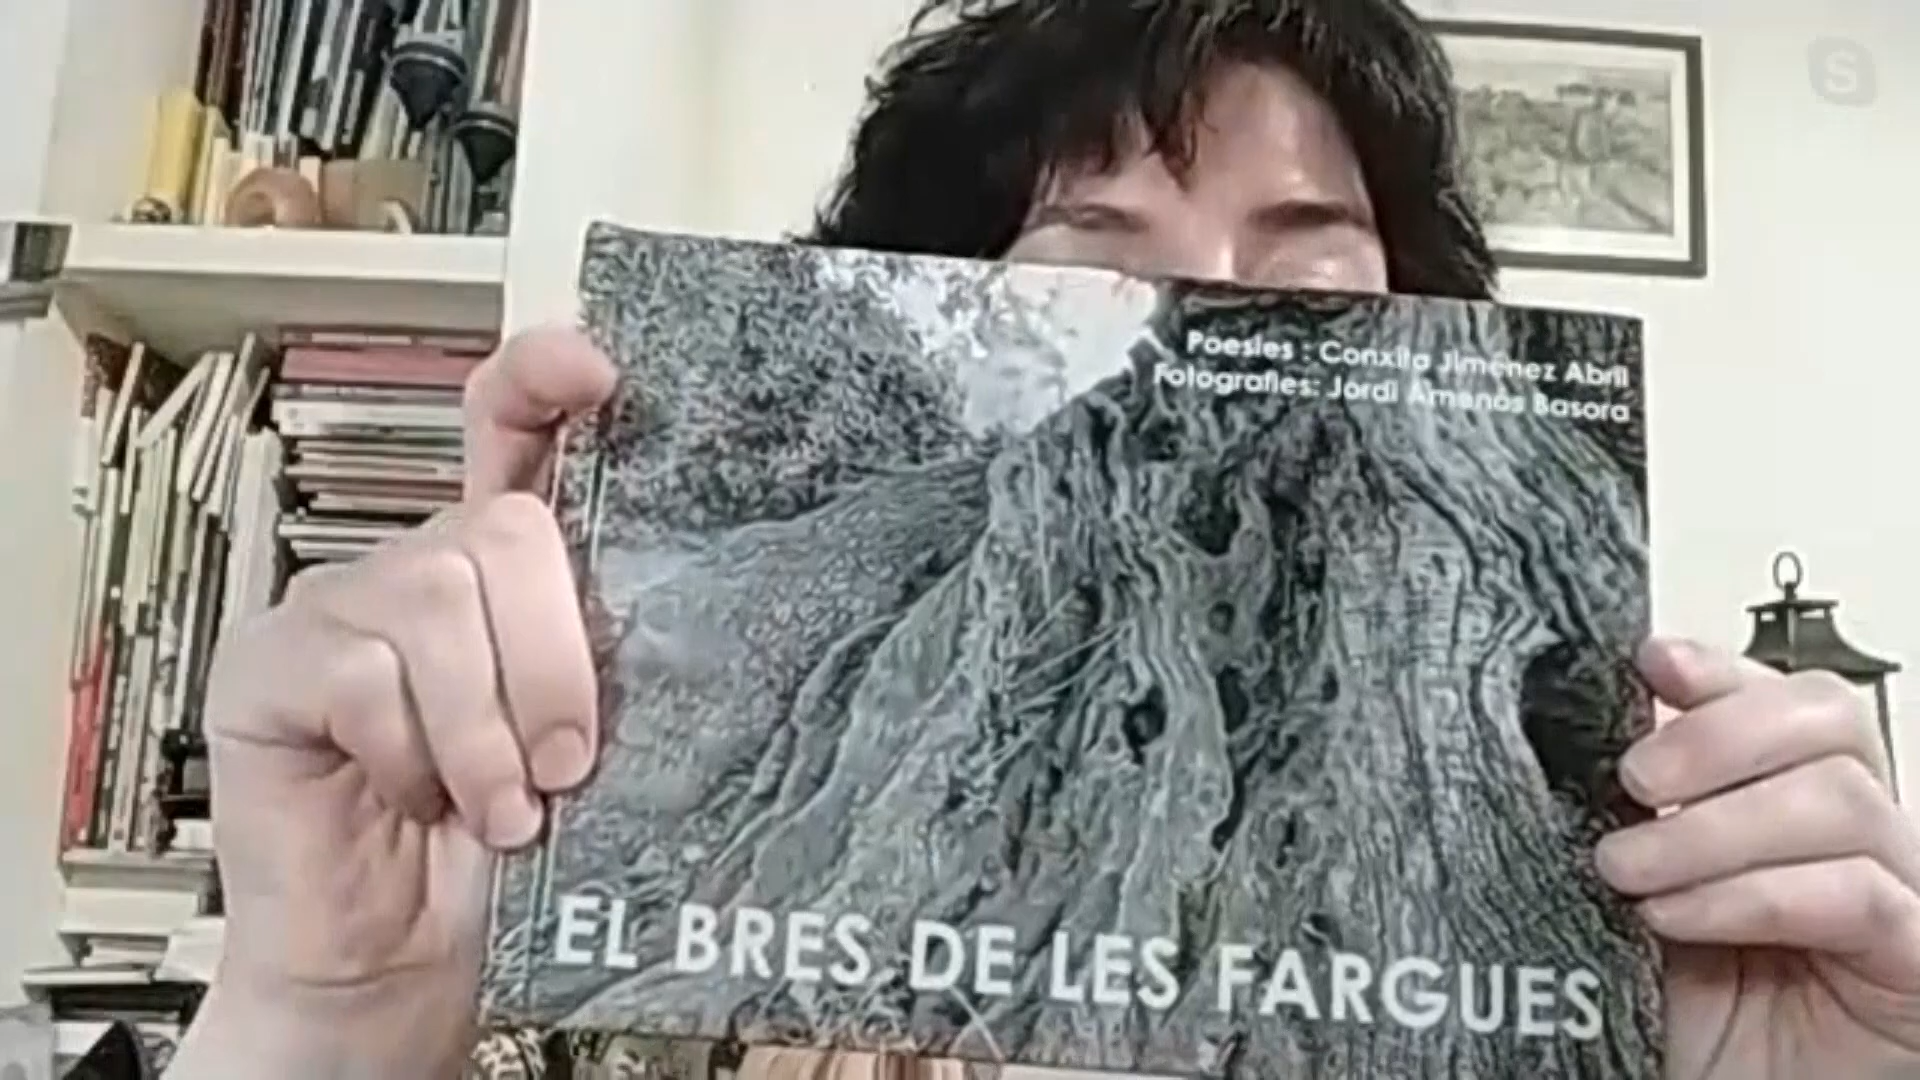 Poesies : Conxita Jiménez Abril
Fotografies: Jordi Amenós Basora
EL BRES DE LES FARGUES